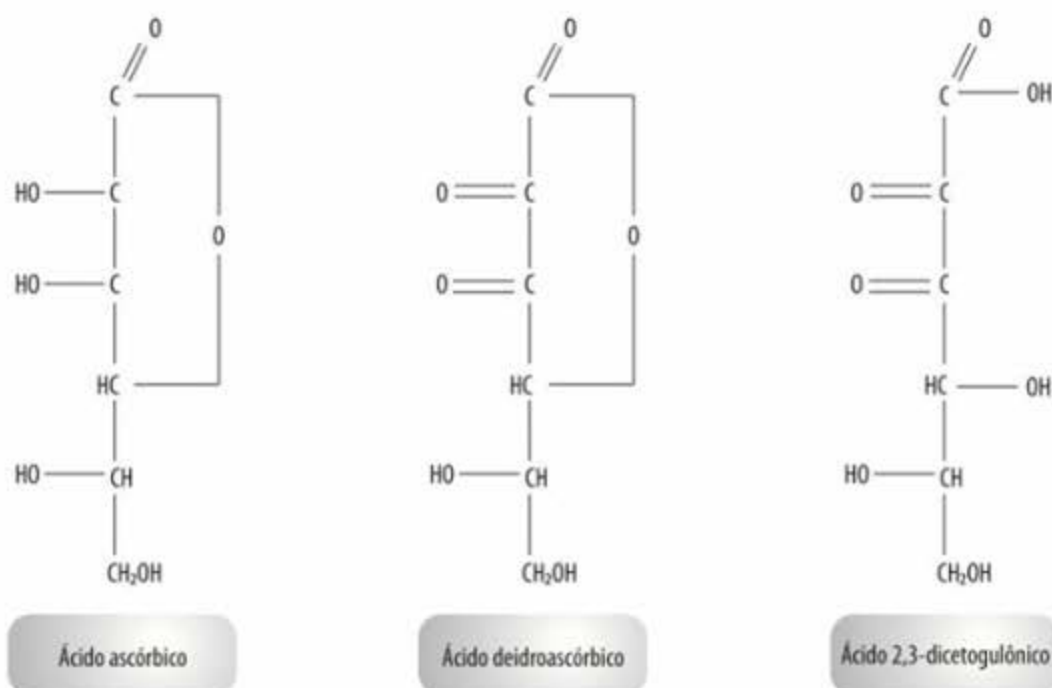 O
O
O
C
C
C
OH
HO
C
O
C
O
C
O
O
HO
C
O
C
O
C
HC
HC
HC
OH
HO
CH
HO
CH
HO
CH
CH₂OH
CH₂OH
CH₂OH
Ácido ascórbico
Ácido deidroascórbico
Ácido 2,3-dicetogulônico